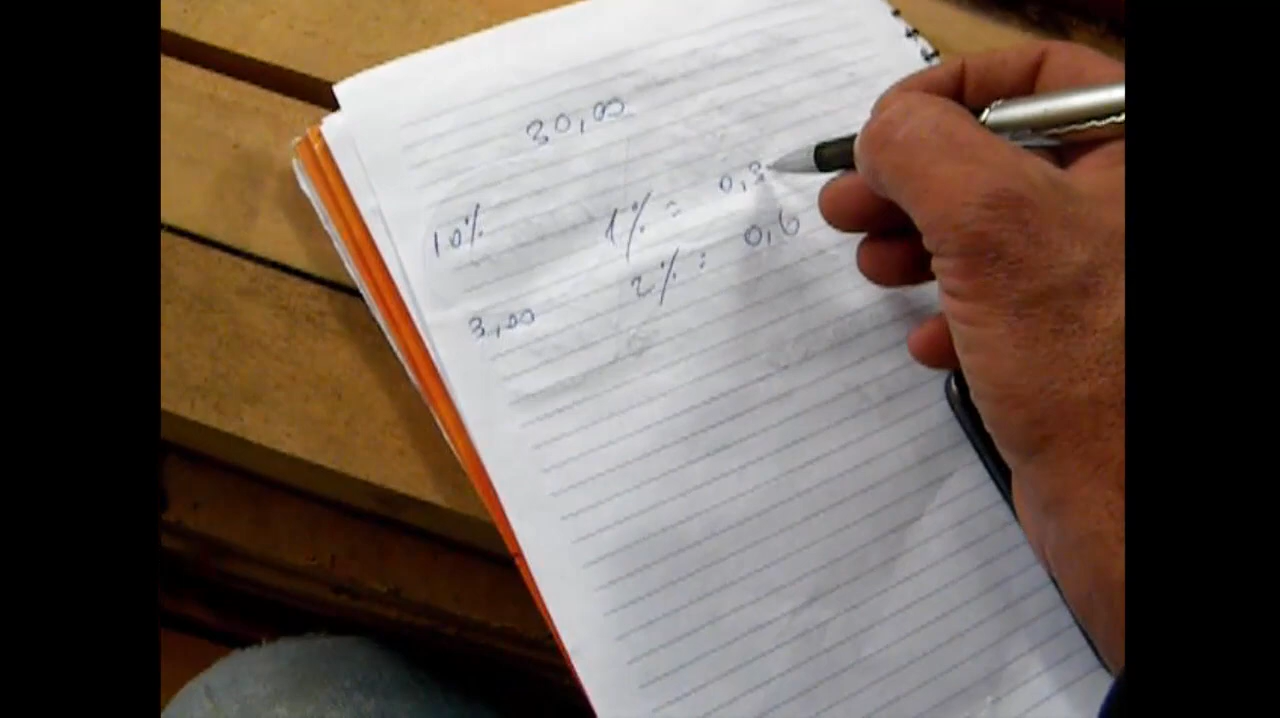 30,00
10% 1% = 0,3
2% = 0,6
3,00